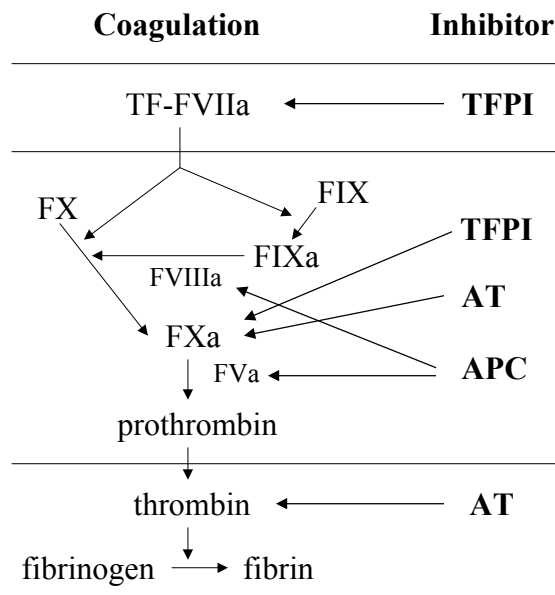 Coagulation Inhibitor
TF-FVIIa TFPI
FIX
FX
TFPI
FIXa
FVIIIa
AT
FXa
FVa APC
prothrombin
thrombin AT
fibrinogen fibrin